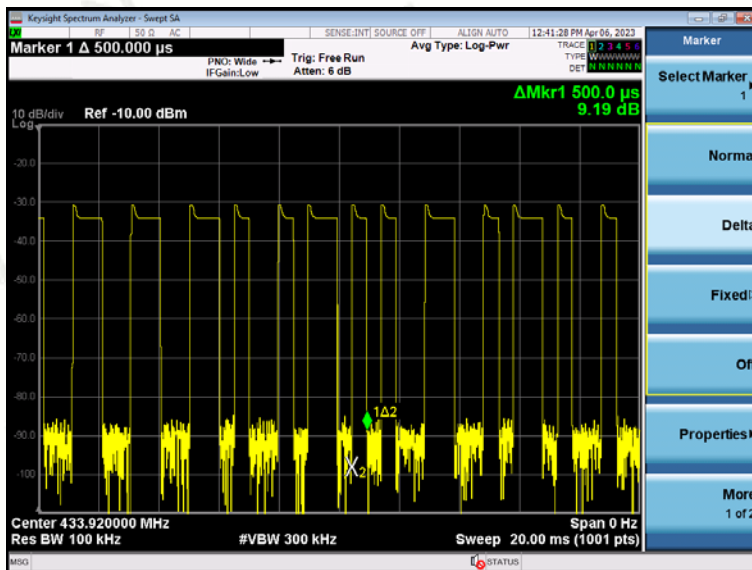 Keysight Spectrum Analyzer - Swept SA
LXI RF 50 Ω AC SENSE:INT SOURCE OFF ALIGN AUTO 12:41:28 PM Apr 06, 2023
Marker 1 Δ 500.000 µs
PNO: Wide
IFGain:Low
Trig: Free Run
Atten: 6 dB
Avg Type: Log-Pwr
TRACE 1 2 3 4 5 6
TYPE WWWWWW
DET N N N N N N
ΔMkr1 500.0 µs
9.19 dB
10 dB/div Ref -10.00 dBm
Log
-20.0
-30.0
-40.0
-50.0
-60.0
-70.0
-80.0
-90.0
-100
1Δ2
X2
Center 433.920000 MHz
Span 0 Hz
Res BW 100 kHz
#VBW 300 kHz
Sweep 20.00 ms (1001 pts)
MSG
STATUS
Marker
Select Marker
1
Norma
Delta
Fixed
Of
Properties
More
1 of 2